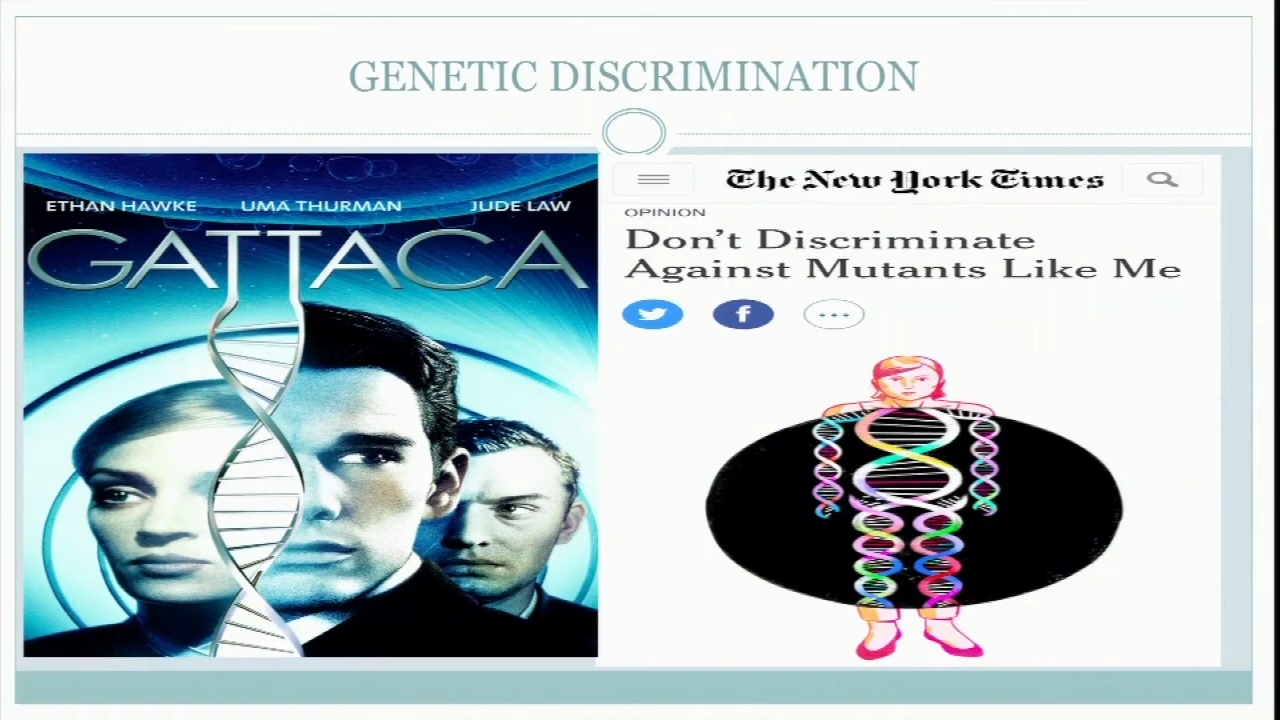 GENETIC DISCRIMINATION
ETHAN HAWKE UMA THURMAN JUDE LAW
GATTACA
The New York Times
OPINION
Don't Discriminate
Against Mutants Like Me